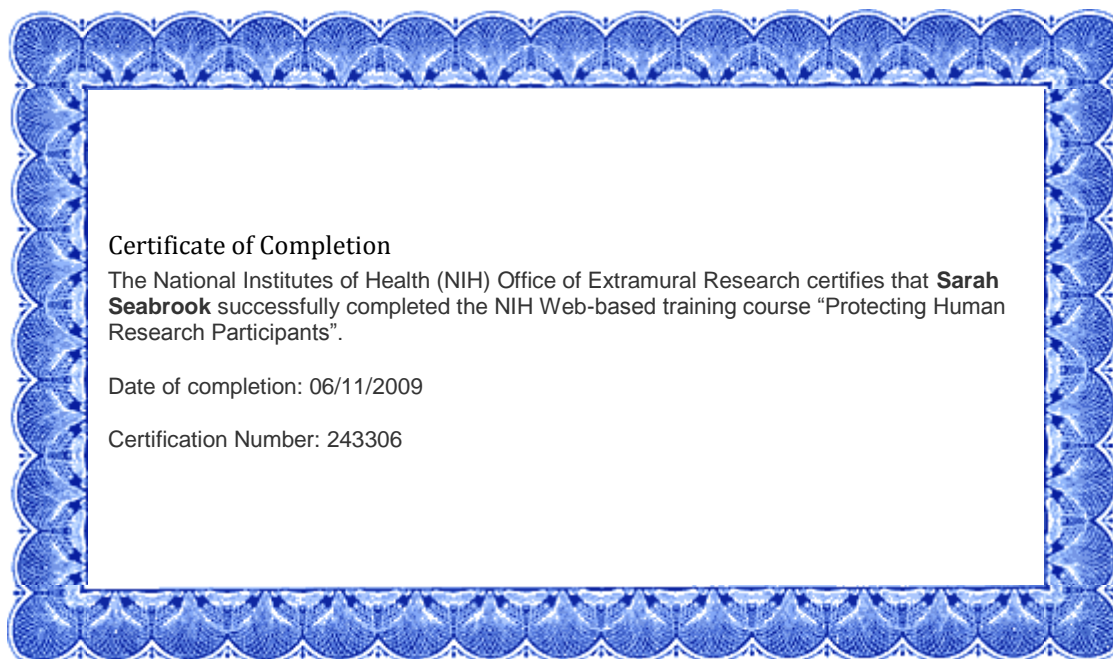 Certificate of Completion
The National Institutes of Health (NIH) Office of Extramural Research certifies that Sarah
Seabrook successfully completed the NIH Web-based training course “Protecting Human
Research Participants”.
Date of completion: 06/11/2009
Certification Number: 243306